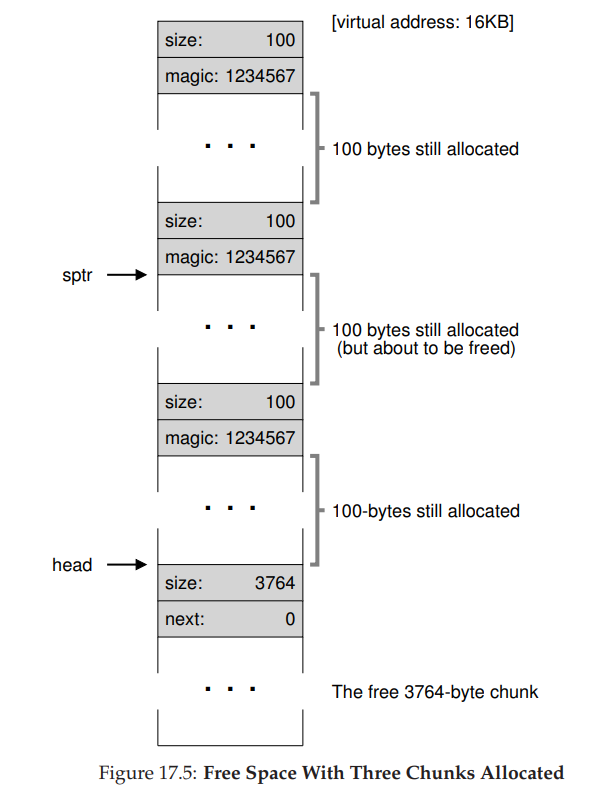 [virtual address: 16KB]
size: 100
magic: 1234567
. . .
100 bytes still allocated
size: 100
magic: 1234567
sptr
. . .
100 bytes still allocated
(but about to be freed)
size: 100
magic: 1234567
. . .
100-bytes still allocated
head
size: 3764
next: 0
. . .
The free 3764-byte chunk
Figure 17.5: Free Space With Three Chunks Allocated